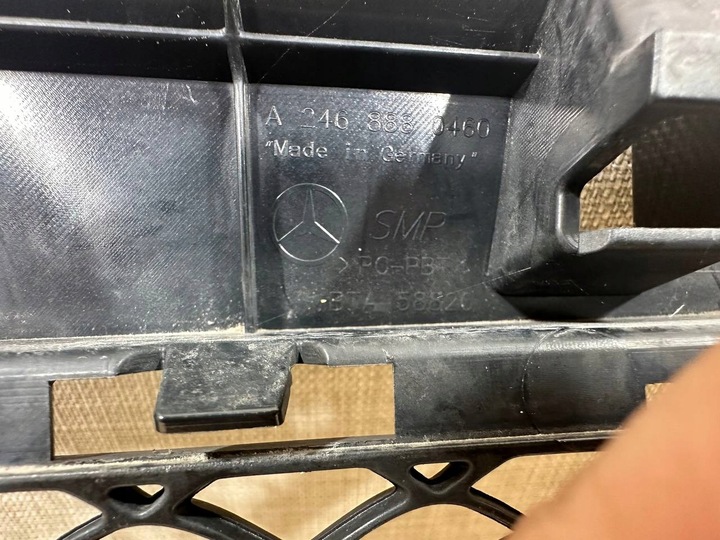 A 246 888 0460
"Made in Germany"
SMP
>PC-PBT<